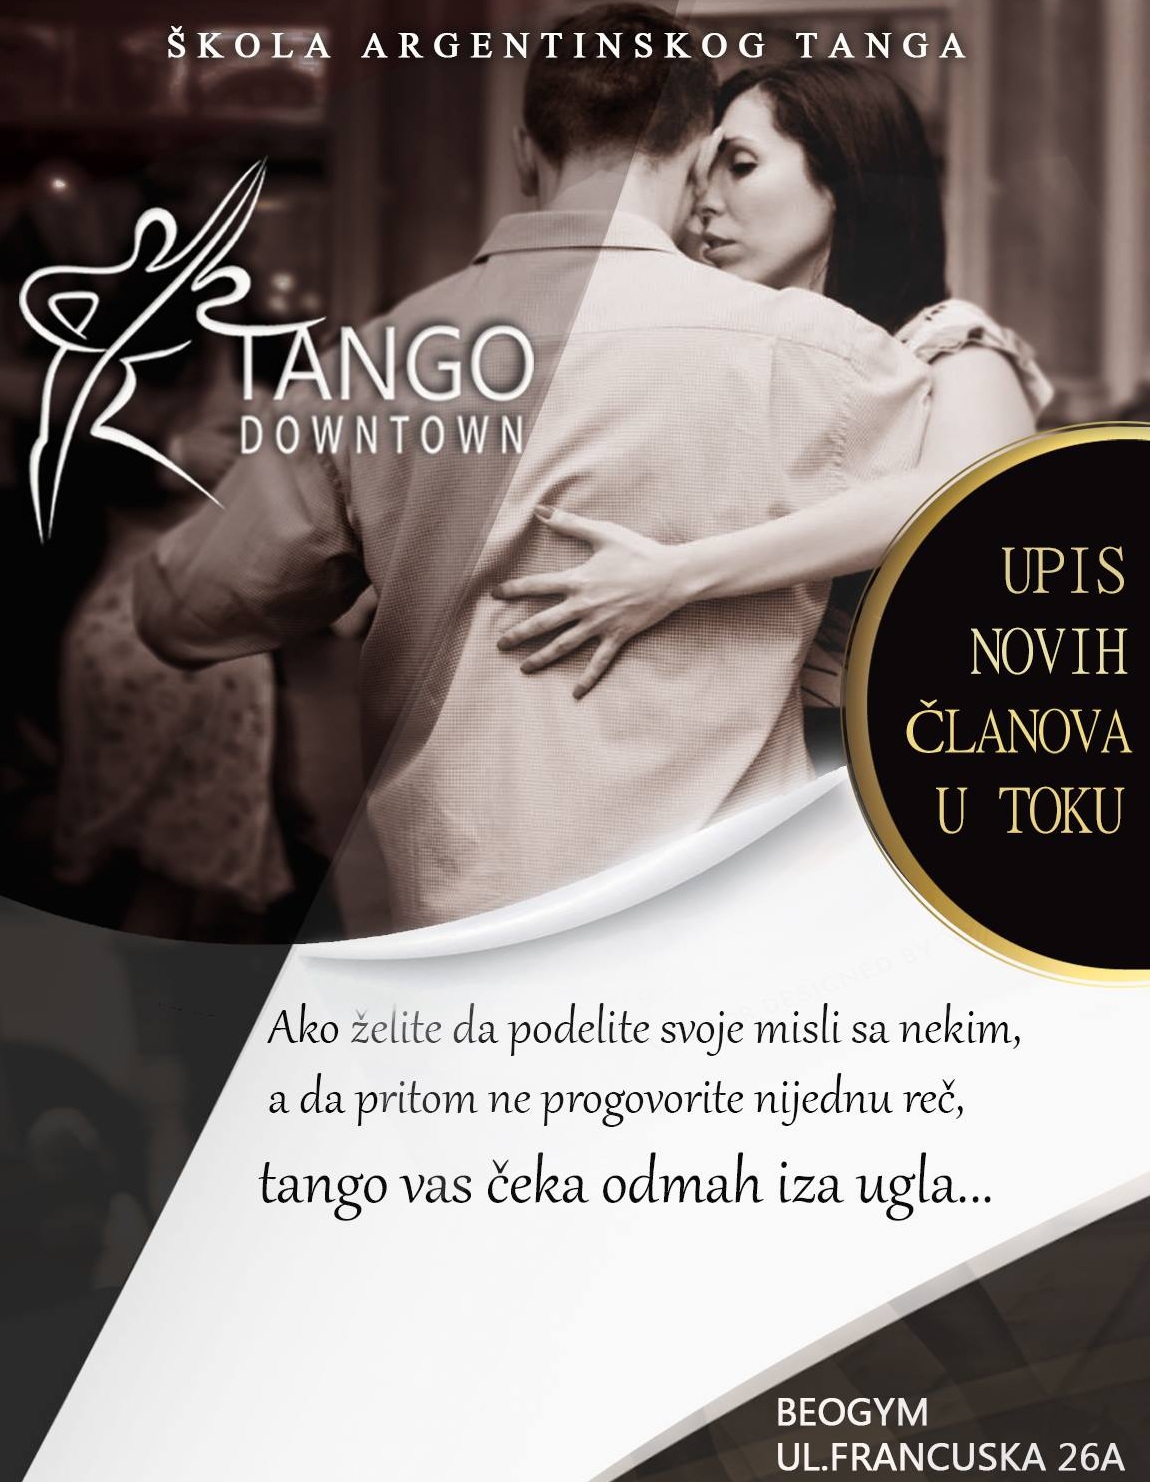 ŠKOLA ARGENTINSKOG TANGA
TANGO
DOWNTOWN
UPIS
NOVIH
ČLANOVA
U TOKU
Ako želite da podelite svoje misli sa nekim,
a da pritom ne progovorite nijednu reč,
tango vas čeka odmah iza ugla...
BEOGYM
UL.FRANCUSKA 26A